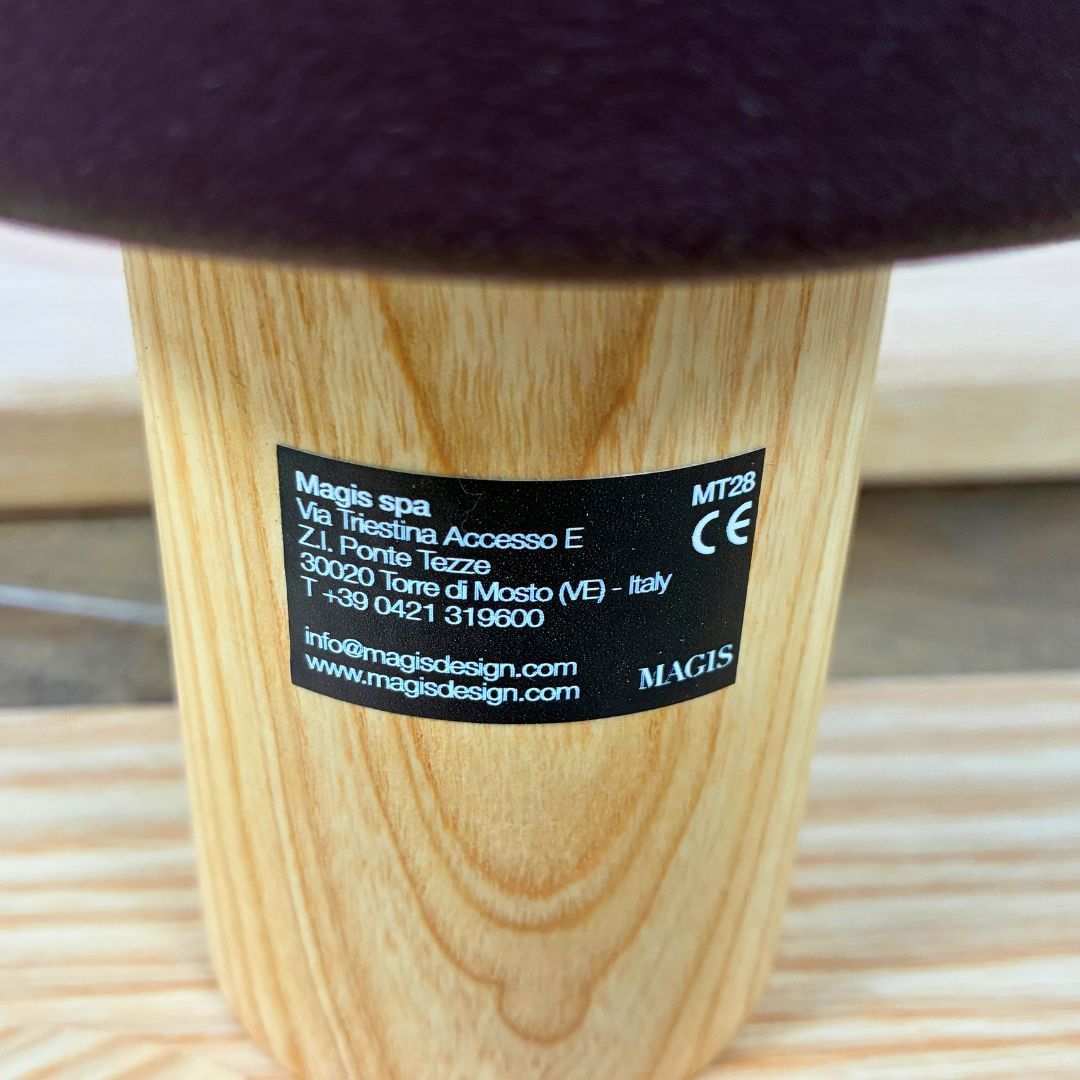 Magis spa
Via Triestina Accesso E
Z.I. Ponte Tezze
30020 Torre di Mosto (VE) - Italy
T +39 0421 319600
info@magisdesign.com
www.magisdesign.com
MT28
CE
MAGIS